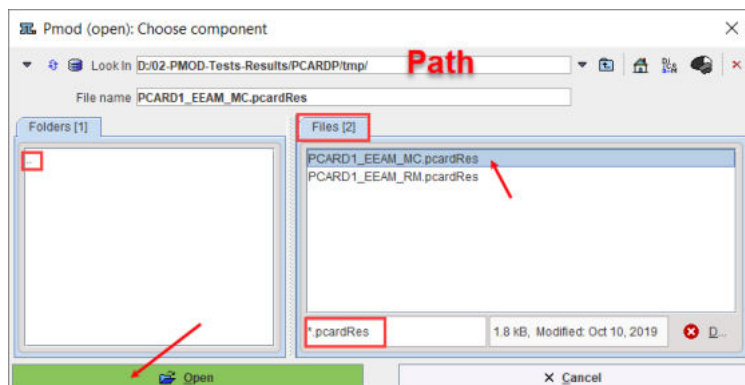 Pmod (open): Choose component
Look In D:/02-PMOD-Tests-Results/PCARDP/tmp/ Path
File name PCARD1_EEAM_MC.pcardRes
Folders [1]
Files [2]
..
PCARD1_EEAM_MC.pcardRes
PCARD1_EEAM_RM.pcardRes
*.pcardRes
1.8 kB, Modified: Oct 10, 2019
D...
Open
Cancel